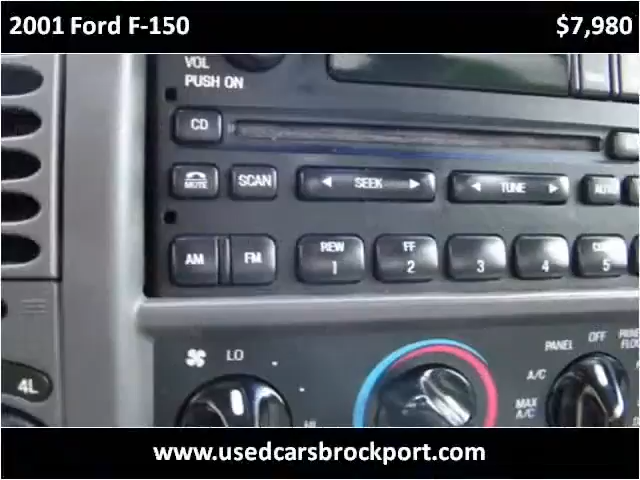 2001 Ford F-150 $7,980
VOL
PUSH ON
CD
MUTE SCAN SEEK TUNE AUTO
AM FM REW 1 FF 2 3 4 5
LO
PANEL OFF
A/C
MAX A/C
4L
www.usedcarsbrockport.com